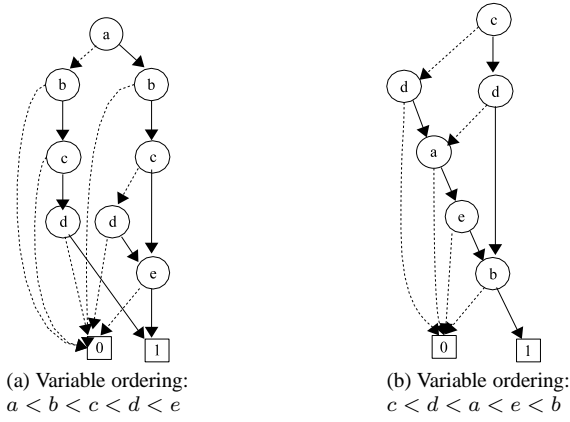 a
c
b
b
d
d
c
c
a
d
d
e
e
b
0
1
0
1
(a) Variable ordering:
a < b < c < d < e
(b) Variable ordering:
c < d < a < e < b